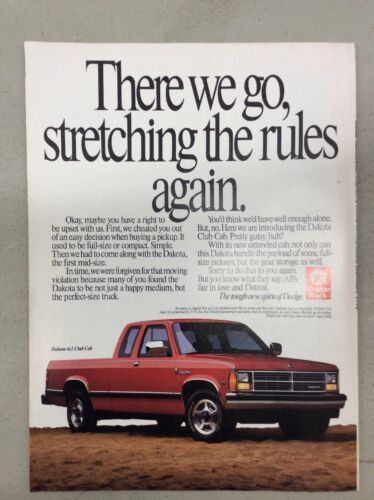 There we go,
stretching the rules
again.
Okay, maybe you have a right to
be upset with us. First, we cheated you out
of an easy decision when buying a pickup. It
used to be full-size or compact. Simple.
Then we had to come along with the Dakota,
the first mid-size.
In time, we were forgiven for that moving
violation because many of you found the
Dakota to be not just a happy medium, but
the perfect-size truck.
You'd think we'd leave well enough alone.
But, no. Here we are introducing the Dakota
Club Cab. Pretty gutsy, huh?
With its new extended cab, not only can
this Dakota handle the payload of some full-
size pickups, but the gear storage as well.
Sorry to do this to you again.
But you know what they say: All's
fair in love and Detroit.
The tough new spirit of Dodge.
Dodge
Truck
Dakota 4x2 Club Cab